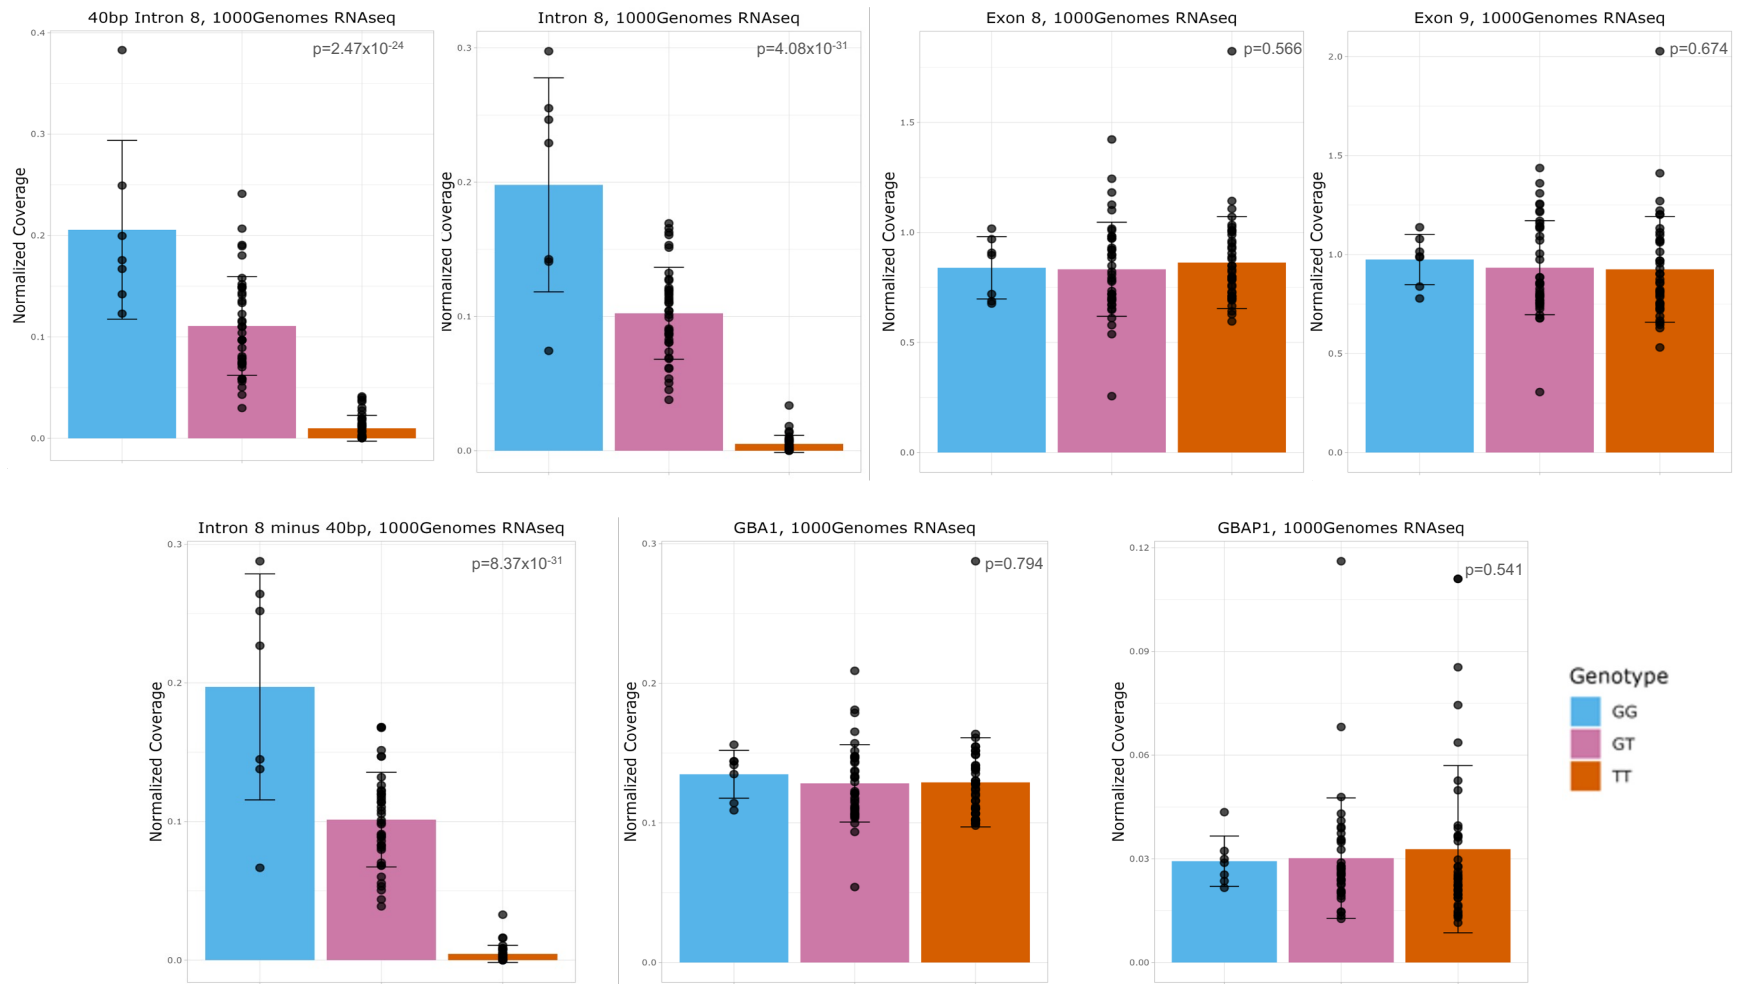 40bp Intron 8, 1000Genomes RNAseq
p=2.47x10-24
Normalized Coverage
0.4
0.3
0.2
0.1
0.0
Intron 8, 1000Genomes RNAseq
p=4.08x10-31
Normalized Coverage
0.3
0.2
0.1
0.0
Exon 8, 1000Genomes RNAseq
p=0.566
Normalized Coverage
1.5
1.0
0.5
0.0
Exon 9, 1000Genomes RNAseq
p=0.674
Normalized Coverage
2.0
1.5
1.0
0.5
0.0
Intron 8 minus 40bp, 1000Genomes RNAseq
p=8.37x10-31
Normalized Coverage
0.3
0.2
0.1
0.0
GBA1, 1000Genomes RNAseq
p=0.794
Normalized Coverage
0.3
0.2
0.1
0.0
GBAP1, 1000Genomes RNAseq
p=0.541
Normalized Coverage
0.12
0.09
0.06
0.03
0.00
Genotype
GG
GT
TT